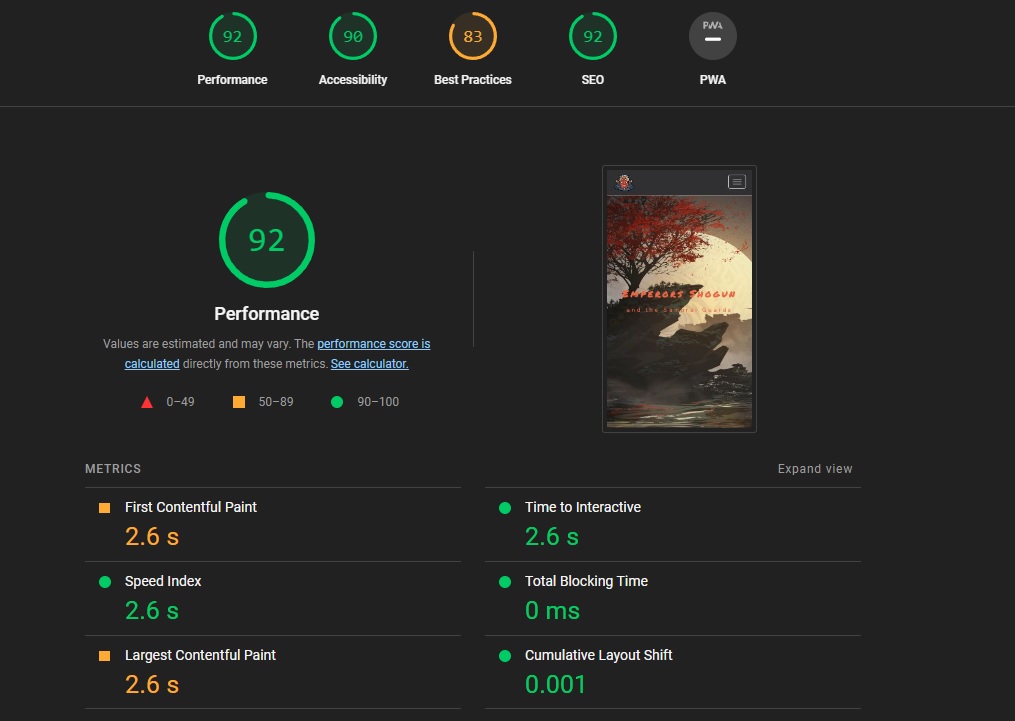 92
90
83
92
PWA
Performance
Accessibility
Best Practices
SEO
PWA
92
Performance
Values are estimated and may vary. The performance score is
calculated directly from these metrics. See calculator.
0–49
50–89
90–100
Emperors Shogun
and the Samurai Guards
METRICS
Expand view
First Contentful Paint
2.6 s
Time to Interactive
2.6 s
Speed Index
2.6 s
Total Blocking Time
0 ms
Largest Contentful Paint
2.6 s
Cumulative Layout Shift
0.001